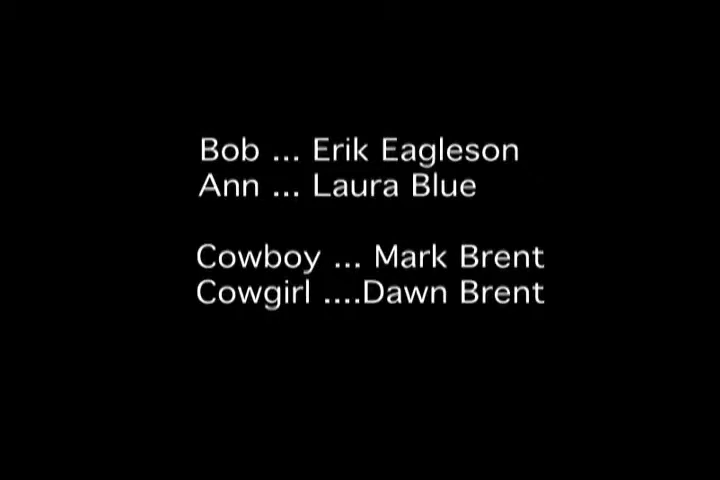 Bob ... Erik Eagleson
Ann ... Laura Blue
Cowboy ... Mark Brent
Cowgirl ....Dawn Brent